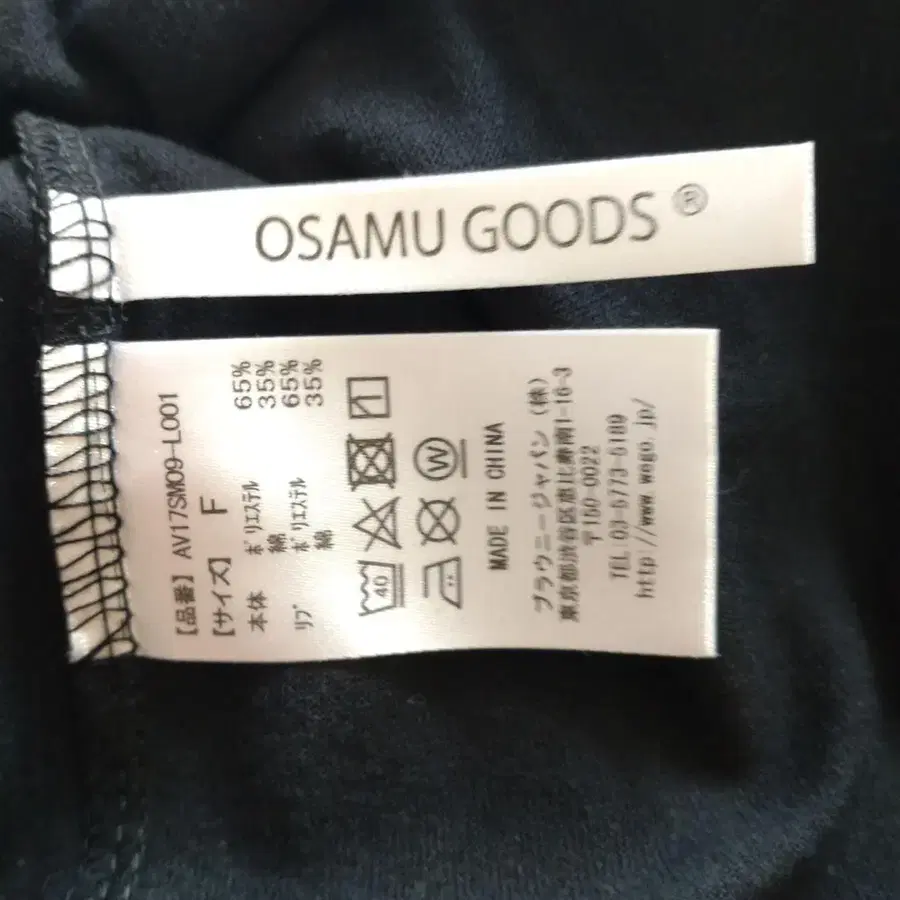 OSAMU GOODS®
【品番】 AV17SM09-L001
【サイズ】 F
本体 ﾎﾟﾘｴｽﾃﾙ 65%
綿 35%
ﾘﾌﾞ ﾎﾟﾘｴｽﾃﾙ 65%
綿 35%
40
W
MADE IN CHINA
ブラウニージャパン（株）
東京都渋谷区恵比寿南1-16-3
〒150-0022
TEL 03-5773-5189
http://www.wego.jp/